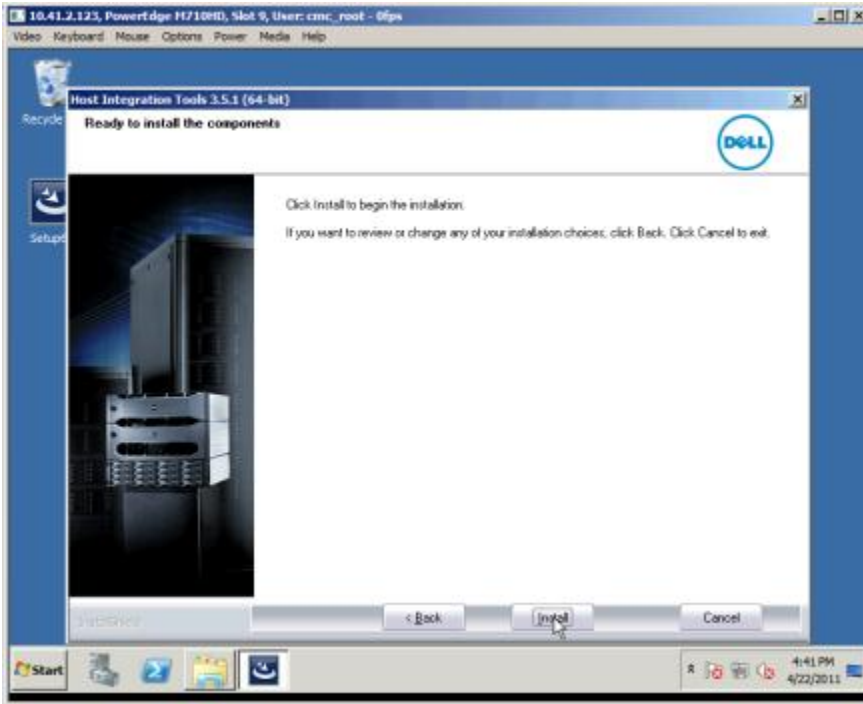 10.41.2.123, PowerEdge M710HD, Slot 9, User: cmc_root - 0fps
Video Keyboard Mouse Options Power Media Help
Host Integration Tools 3.5.1 (64-bit)
Recycle
Ready to install the components
DELL
Click Install to begin the installation.
If you want to review or change any of your installation choices, click Back. Click Cancel to exit.
InstallShield
< Back
Install
Cancel
Start
4:41 PM
4/22/2011